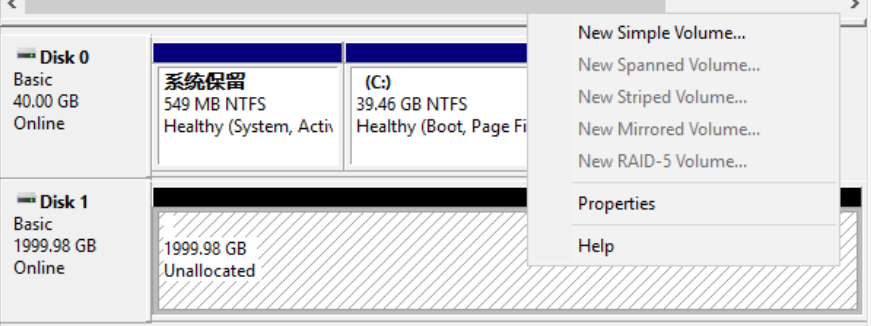 Disk 0
Basic
40.00 GB
Online
系统保留
549 MB NTFS
Healthy (System, Activ
(C:)
39.46 GB NTFS
Healthy (Boot, Page Fi
New Simple Volume...
New Spanned Volume...
New Striped Volume...
New Mirrored Volume...
New RAID-5 Volume...
Properties
Help
Disk 1
Basic
1999.98 GB
Online
1999.98 GB
Unallocated